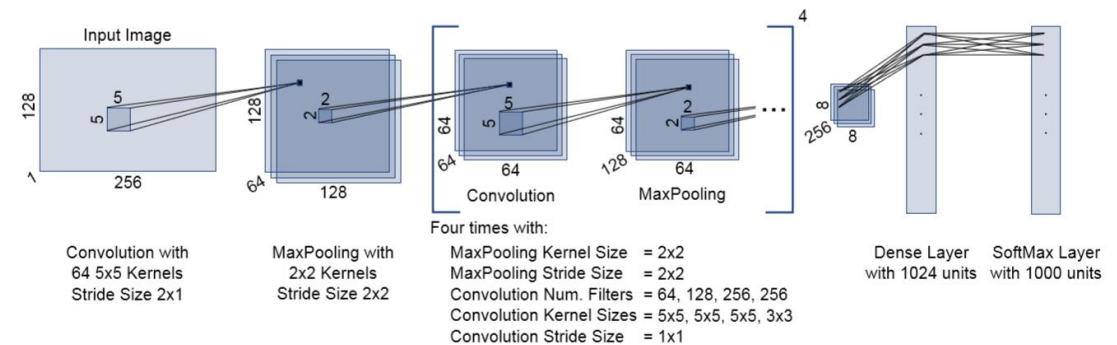 4
Input Image
5
5
128
1
256
2
2
128
64
128
5
5
64
64
64
Convolution
2
2
64
128
64
MaxPooling
...
8
256
8
Four times with:
MaxPooling Kernel Size = 2x2
MaxPooling Stride Size = 2x2
Convolution Num. Filters = 64, 128, 256, 256
Convolution Kernel Sizes = 5x5, 5x5, 5x5, 3x3
Convolution Stride Size = 1x1
Convolution with
64 5x5 Kernels
Stride Size 2x1
MaxPooling with
2x2 Kernels
Stride Size 2x2
Dense Layer
with 1024 units
SoftMax Layer
with 1000 units